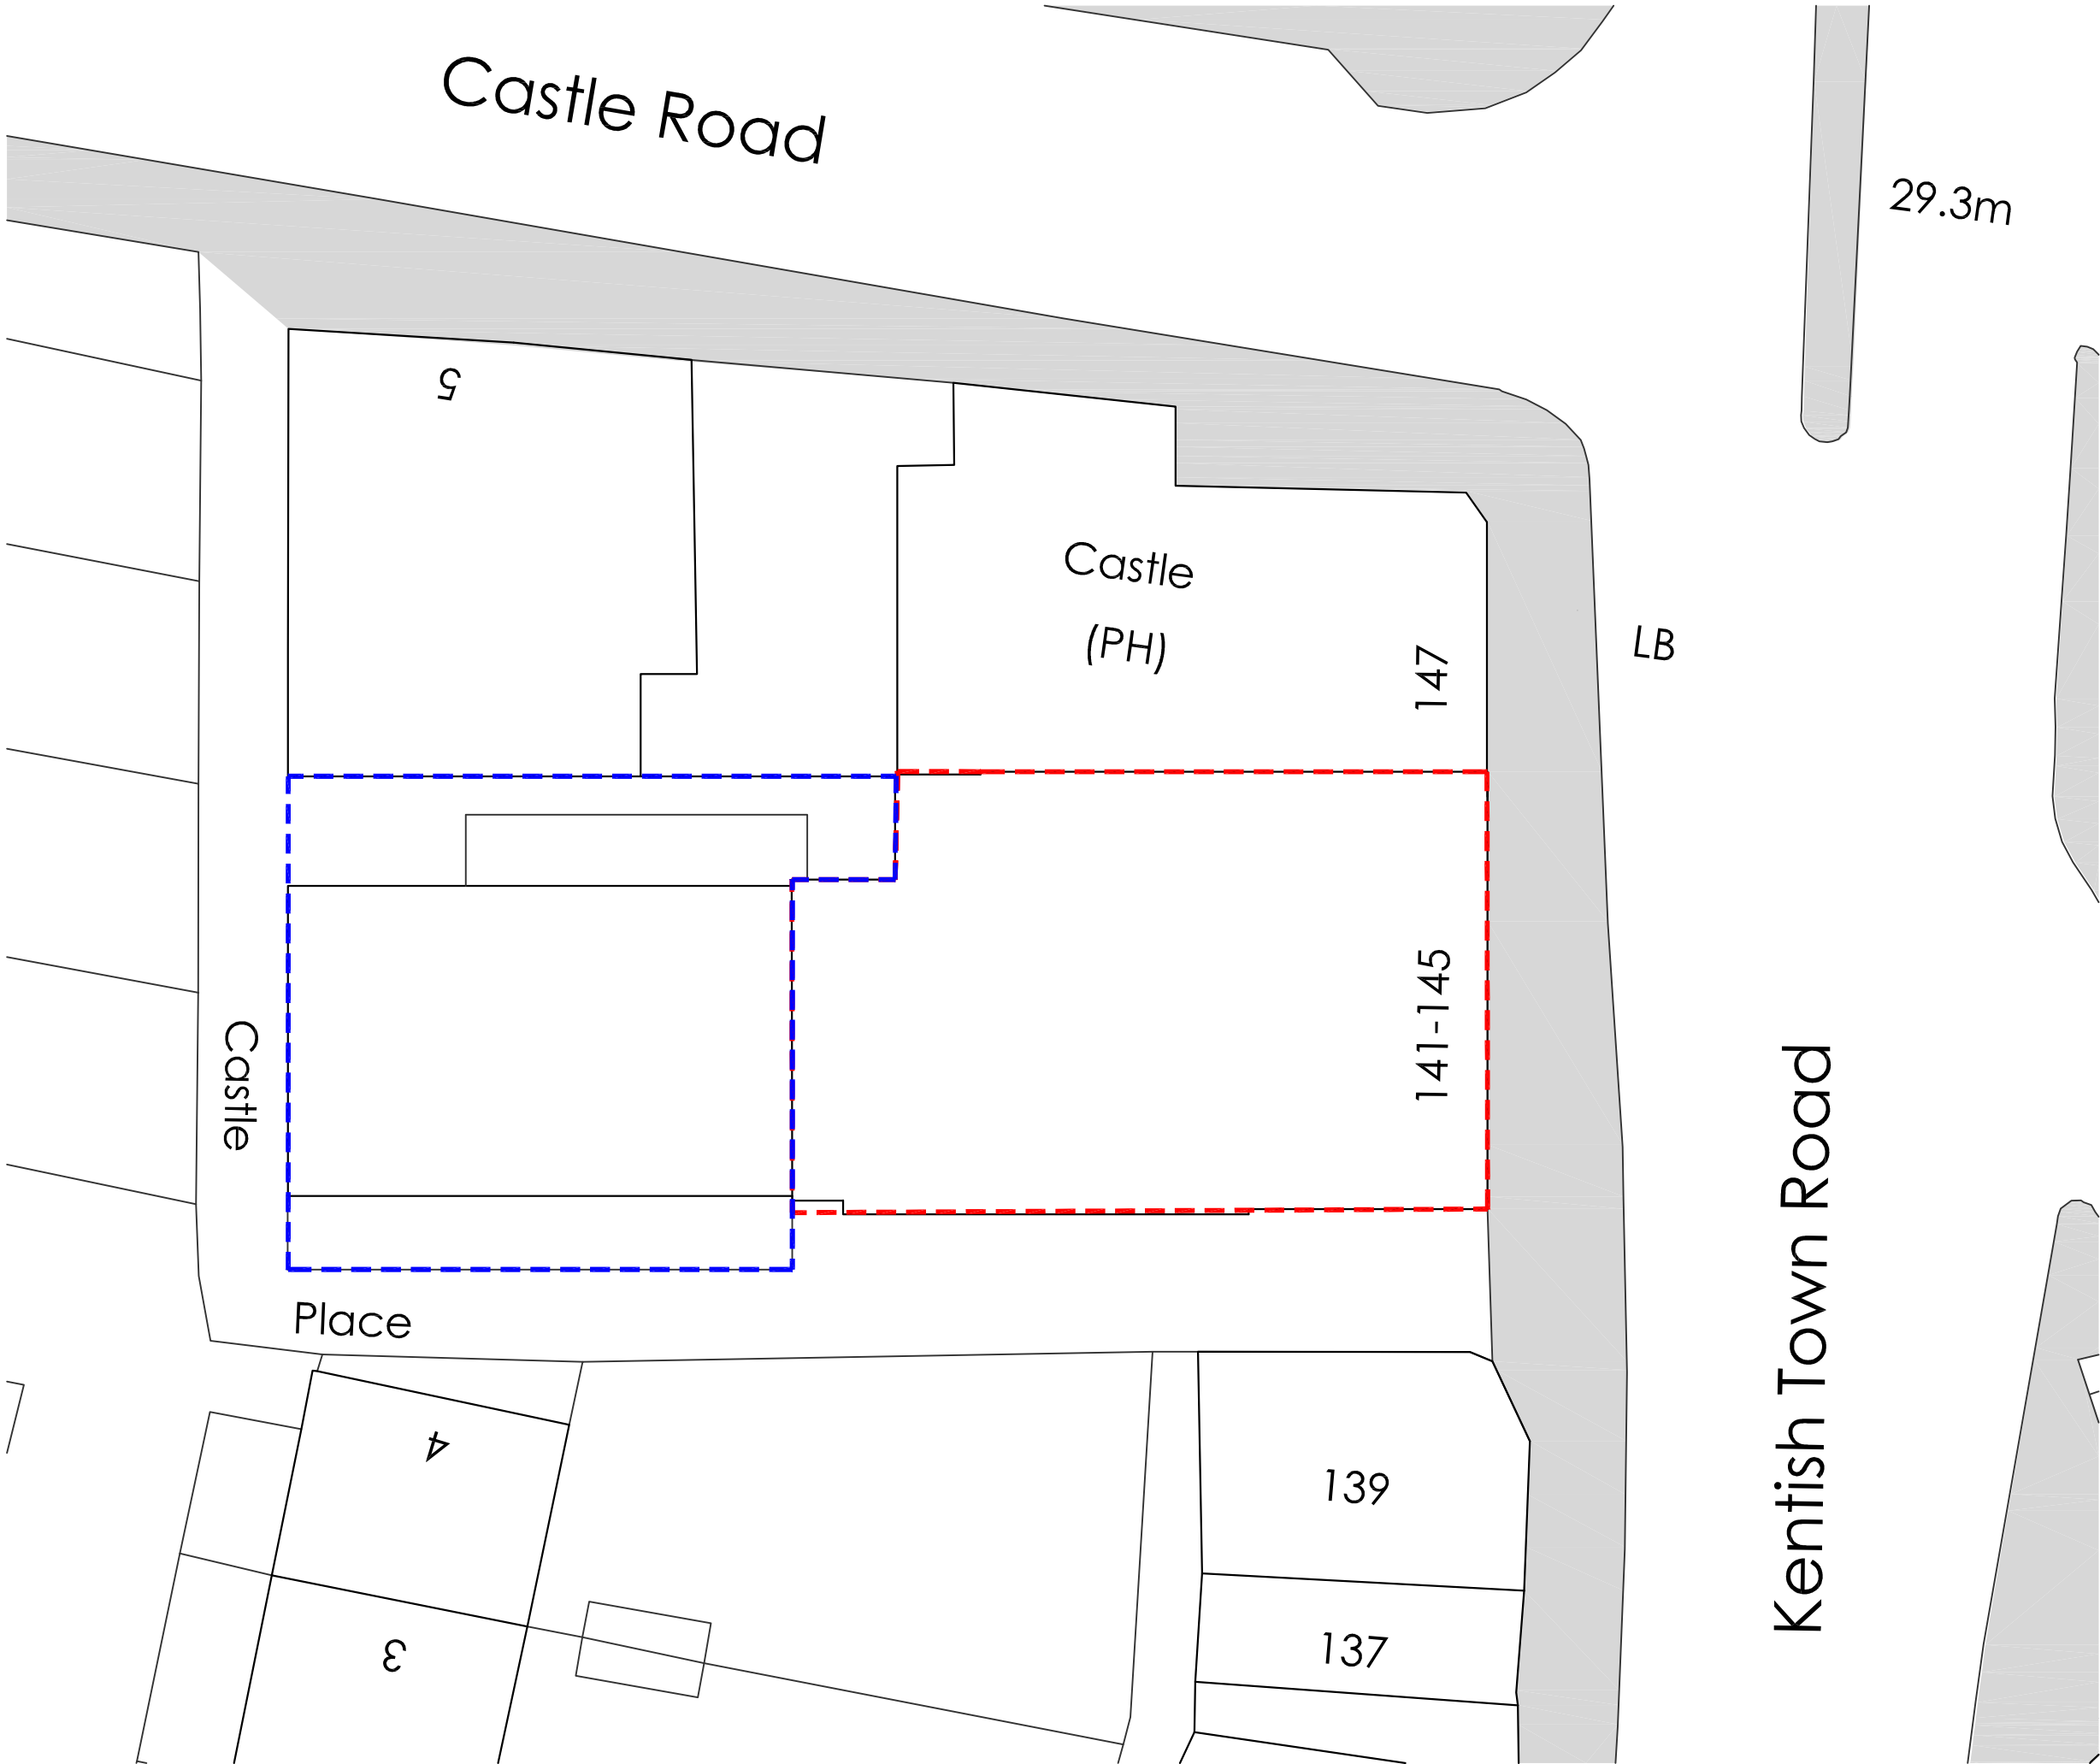 Castle Road
29.3m
5
Castle
(PH)
147
LB
141-145
Castle
Place
Kentish Town Road
4
139
3
137